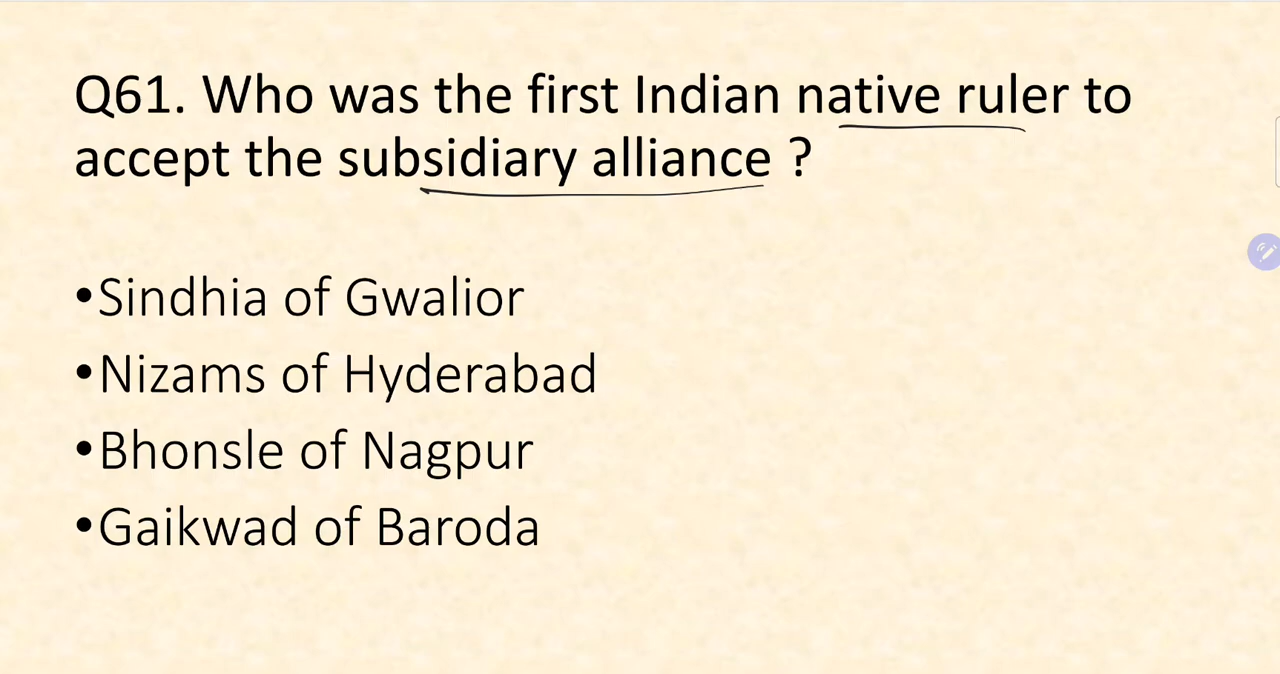 Q61. Who was the first Indian native ruler to
accept the subsidiary alliance ?
•Sindhia of Gwalior
•Nizams of Hyderabad
•Bhonsle of Nagpur
•Gaikwad of Baroda